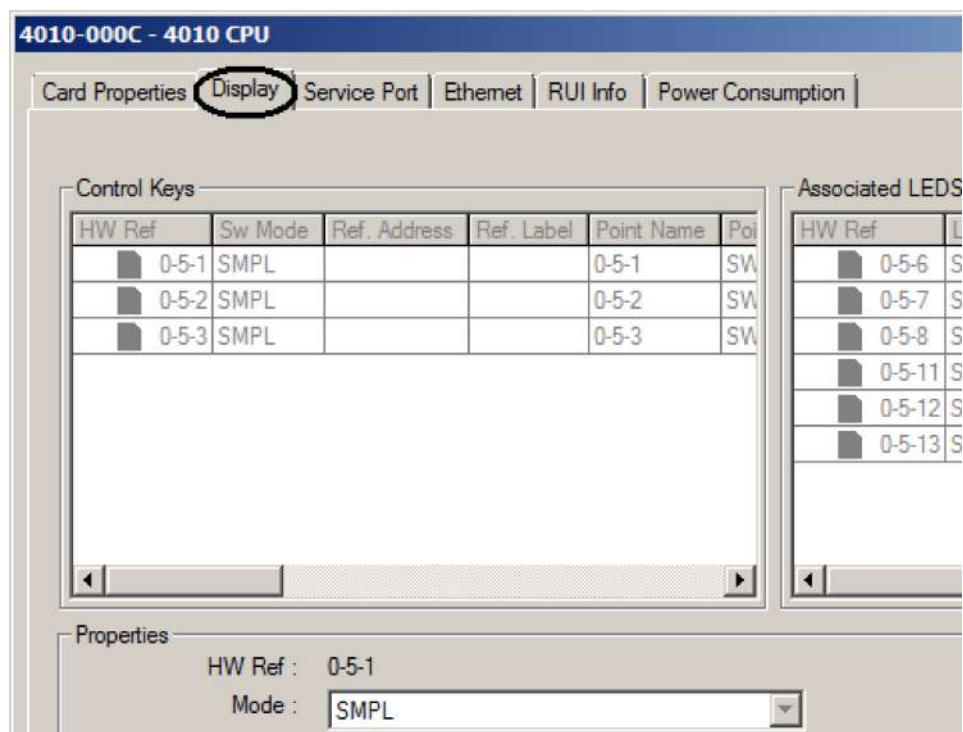 4010-000C - 4010 CPU
Card Properties Display Service Port Ethernet RUI Info Power Consumption
Control Keys
HW Ref Sw Mode Ref. Address Ref. Label Point Name Poi
0-5-1 SMPL 0-5-1 SW
0-5-2 SMPL 0-5-2 SW
0-5-3 SMPL 0-5-3 SW
Associated LEDS
HW Ref L
0-5-6 S
0-5-7 S
0-5-8 S
0-5-11 S
0-5-12 S
0-5-13 S
Properties
HW Ref : 0-5-1
Mode : SMPL